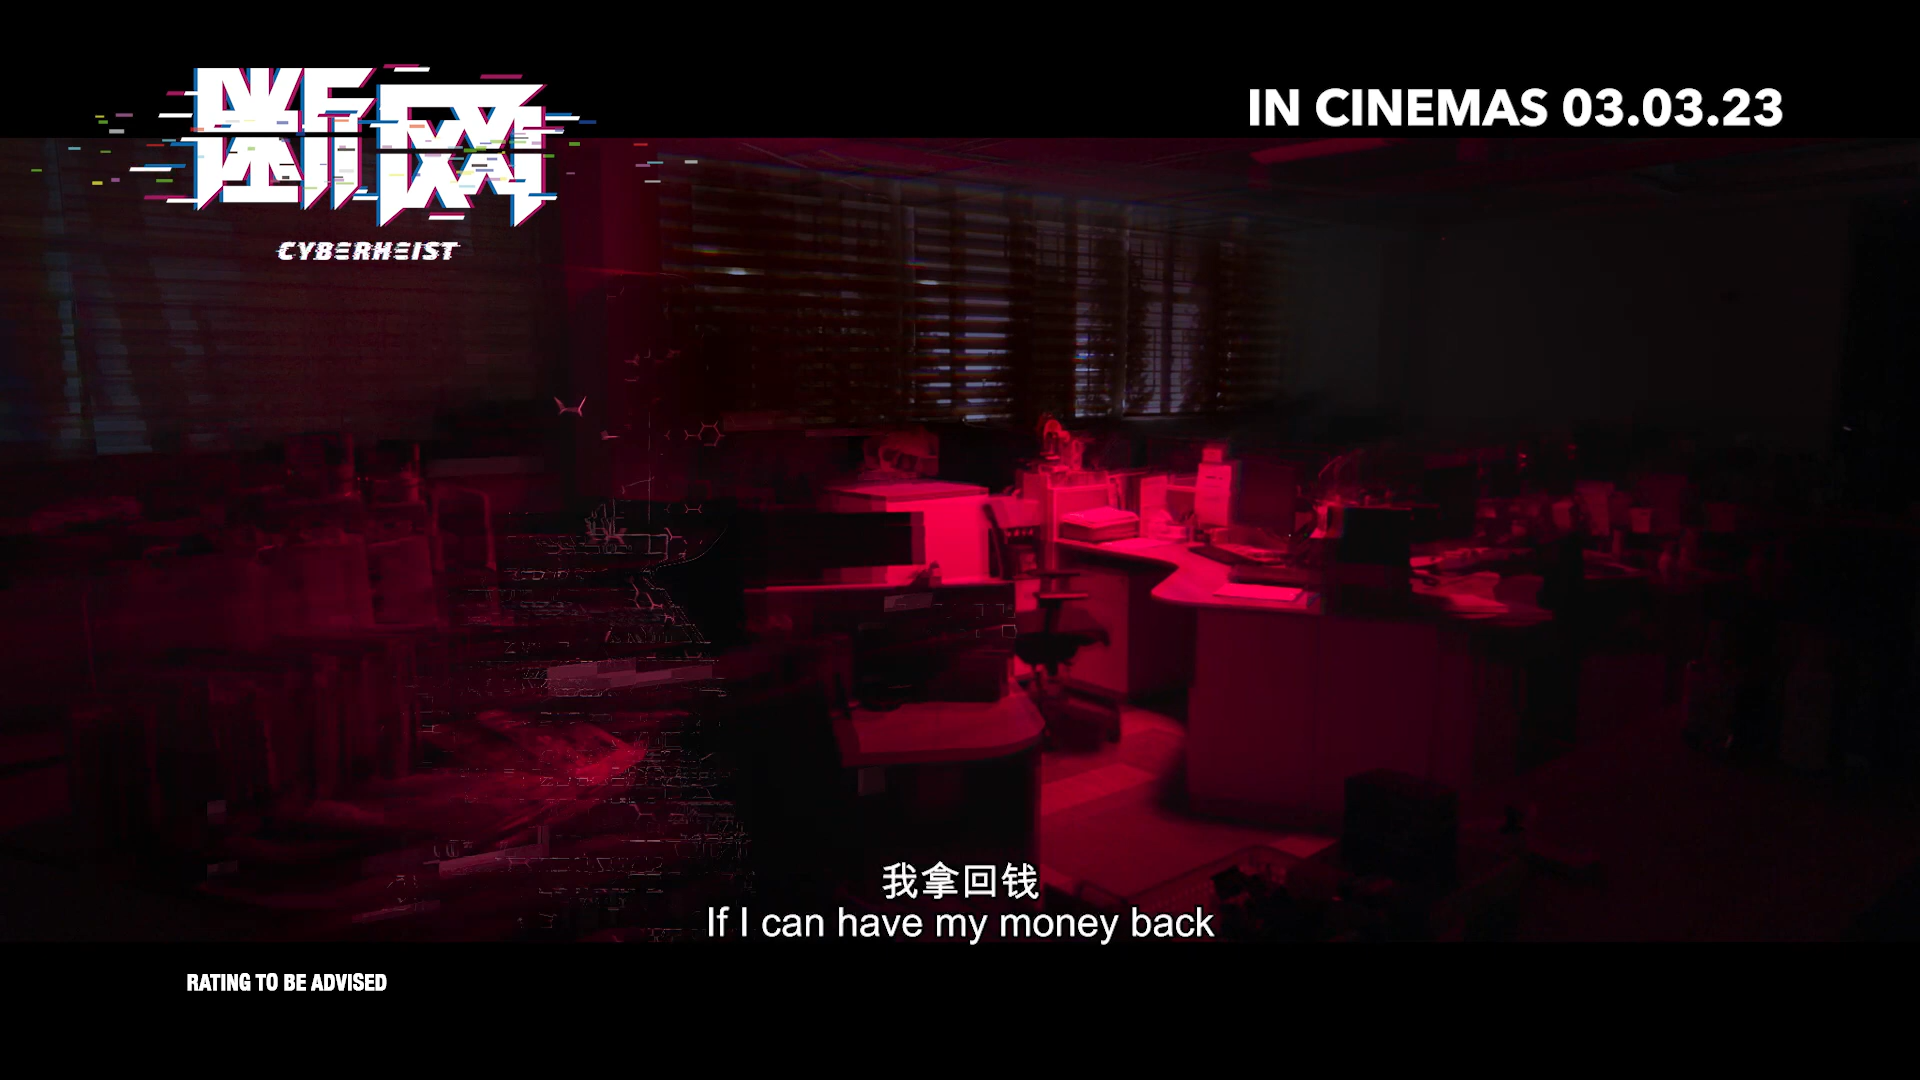 断网
CYBERHEIST
IN CINEMAS 03.03.23
我拿回钱
If I can have my money back
RATING TO BE ADVISED